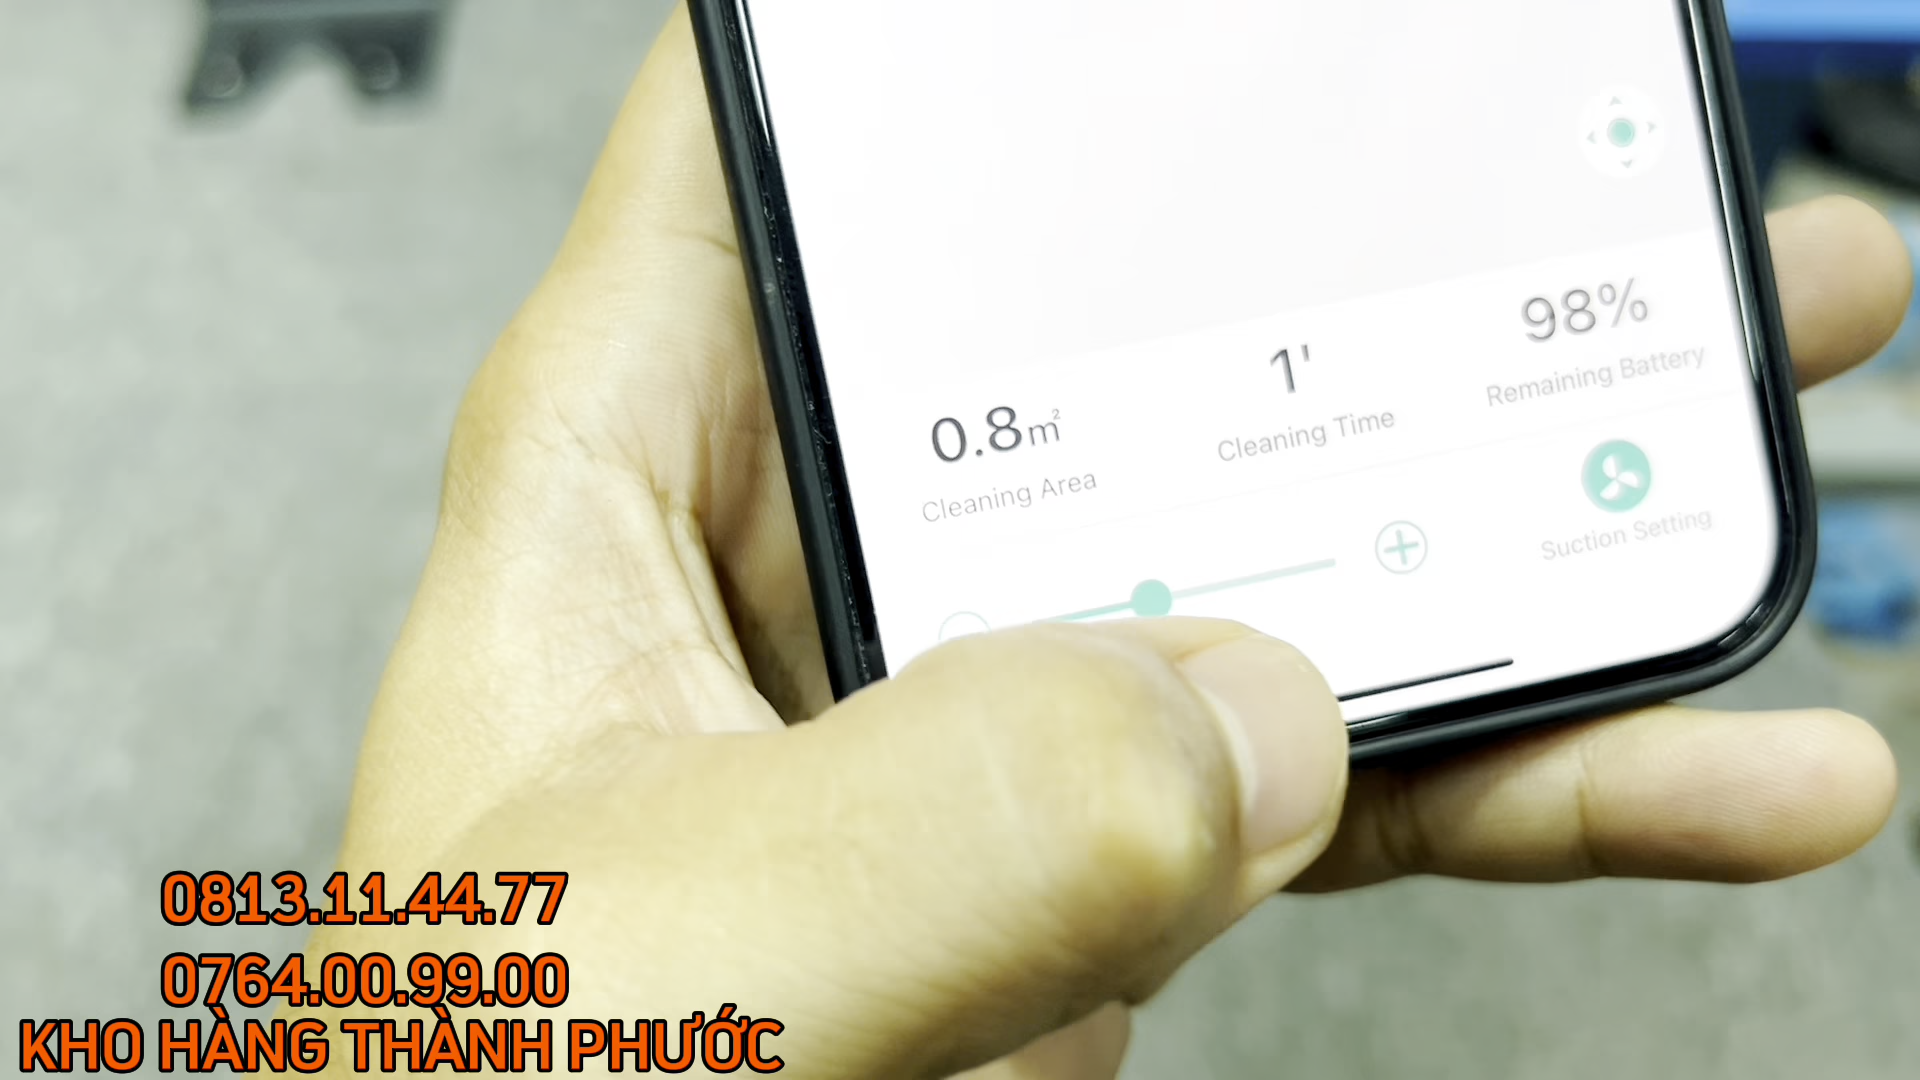 98%
Remaining Battery
1'
Cleaning Time
0.8m²
Cleaning Area
Suction Setting
0813.11.44.77
0764.00.99.00
KHO HÀNG THÀNH PHƯỚC